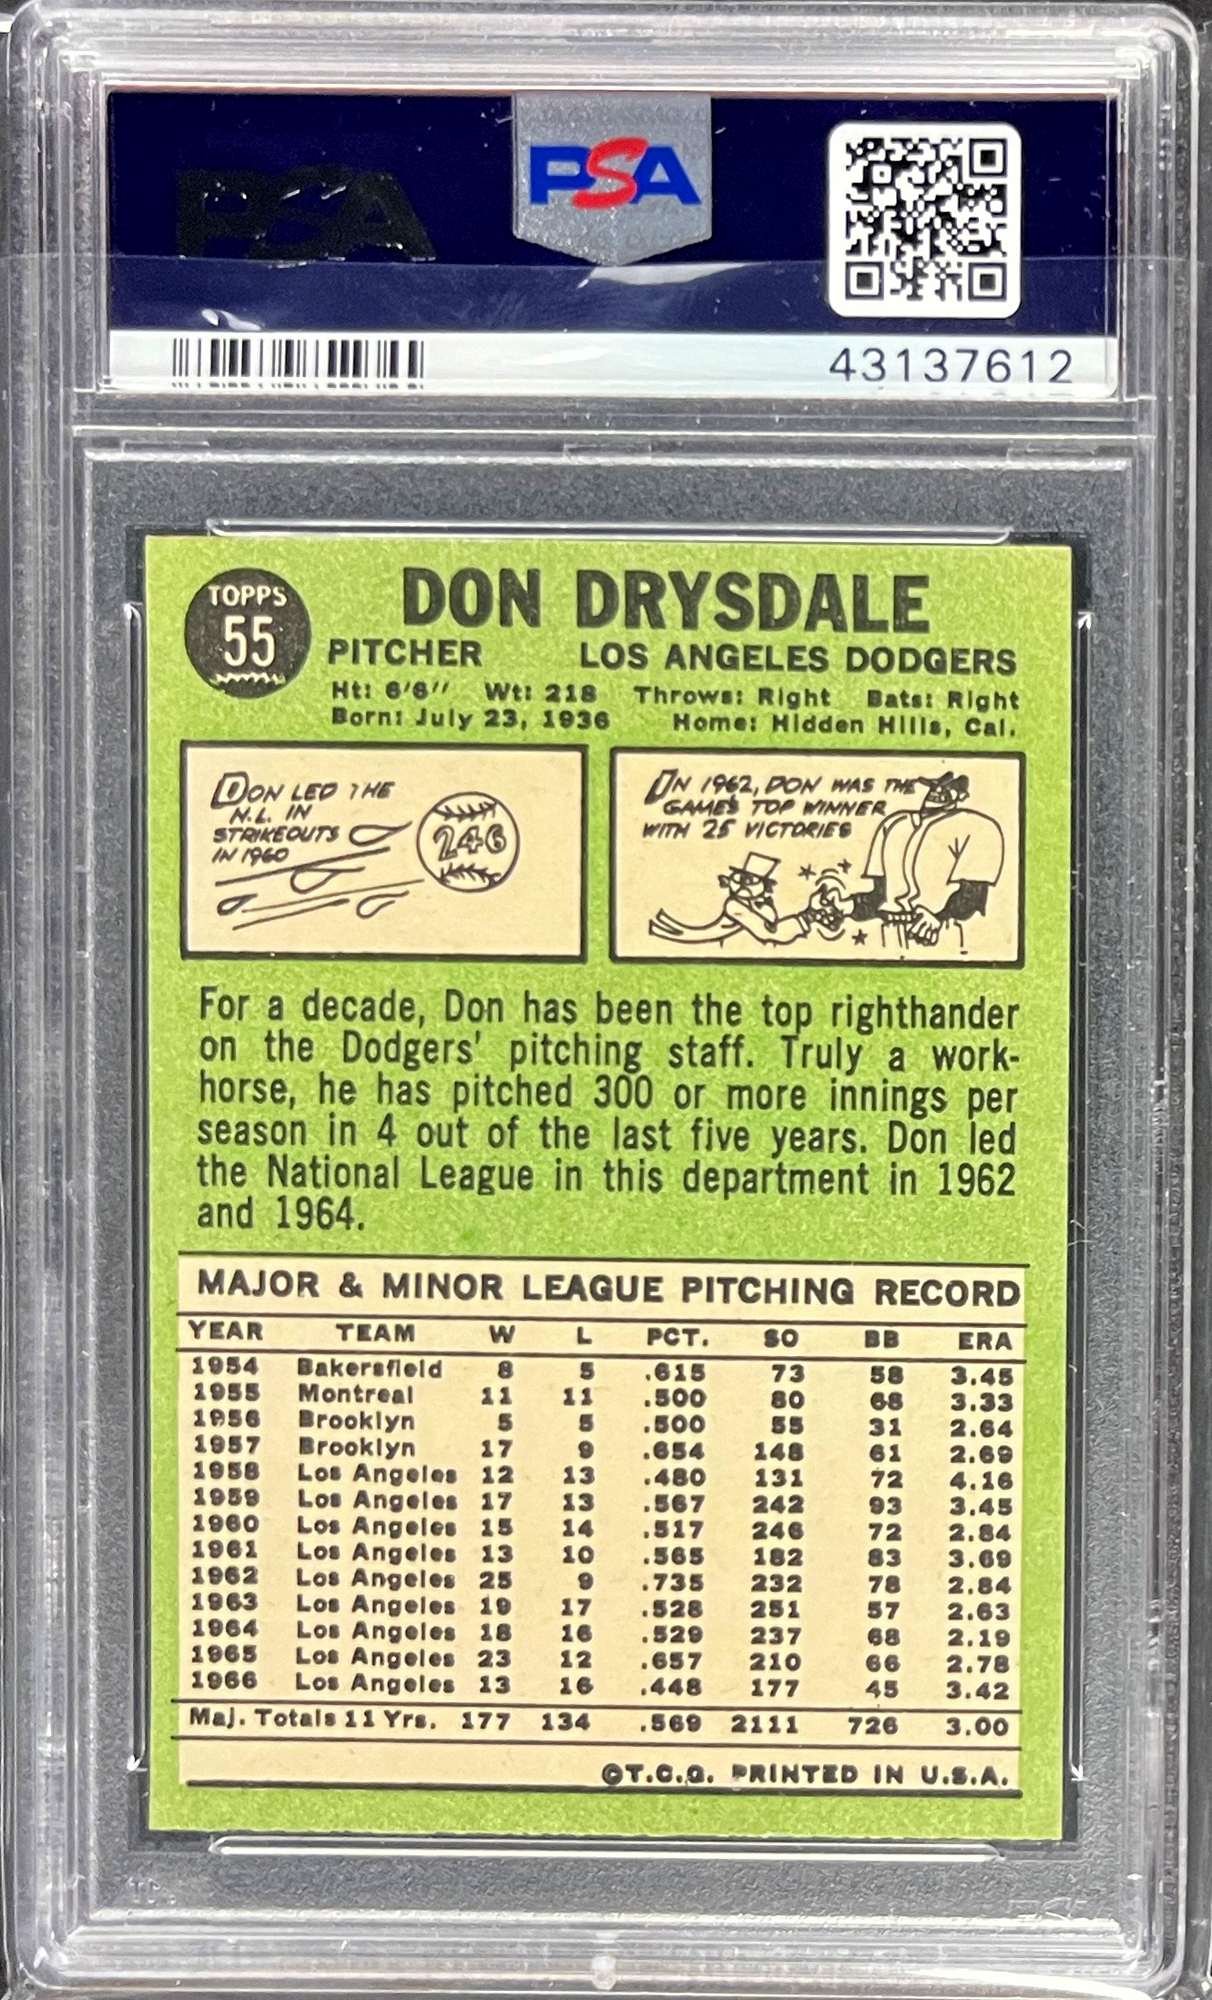 PSA
PSA
43137612
TOPPS
55
DON DRYSDALE
PITCHER LOS ANGELES DODGERS
Ht: 6'6" Wt: 218 Throws: Right Bats: Right
Born: July 23, 1936 Home: Hidden Hills, Cal.
DON LED THE
N.L. IN
STRIKEOUTS
IN 1960
246
IN 1962, DON WAS THE
GAME'S TOP WINNER
WITH 25 VICTORIES
For a decade, Don has been the top righthander
on the Dodgers' pitching staff. Truly a work-
horse, he has pitched 300 or more innings per
season in 4 out of the last five years. Don led
the National League in this department in 1962
and 1964.
MAJOR & MINOR LEAGUE PITCHING RECORD
YEAR TEAM W L PCT. SO BB ERA
1954 Bakersfield 8 5 .615 73 58 3.45
1955 Montreal 11 11 .500 80 68 3.33
1956 Brooklyn 5 5 .500 55 31 2.64
1957 Brooklyn 17 9 .654 148 61 2.69
1958 Los Angeles 12 13 .480 131 72 4.16
1959 Los Angeles 17 13 .567 242 93 3.45
1960 Los Angeles 15 14 .517 246 72 2.84
1961 Los Angeles 13 10 .565 182 83 3.69
1962 Los Angeles 25 9 .735 232 78 2.84
1963 Los Angeles 19 17 .528 251 57 2.63
1964 Los Angeles 18 16 .529 237 68 2.19
1965 Los Angeles 23 12 .657 210 66 2.78
1966 Los Angeles 13 16 .448 177 45 3.42
Maj. Totals 11 Yrs. 177 134 .569 2111 726 3.00
©T.C.G. PRINTED IN U.S.A.